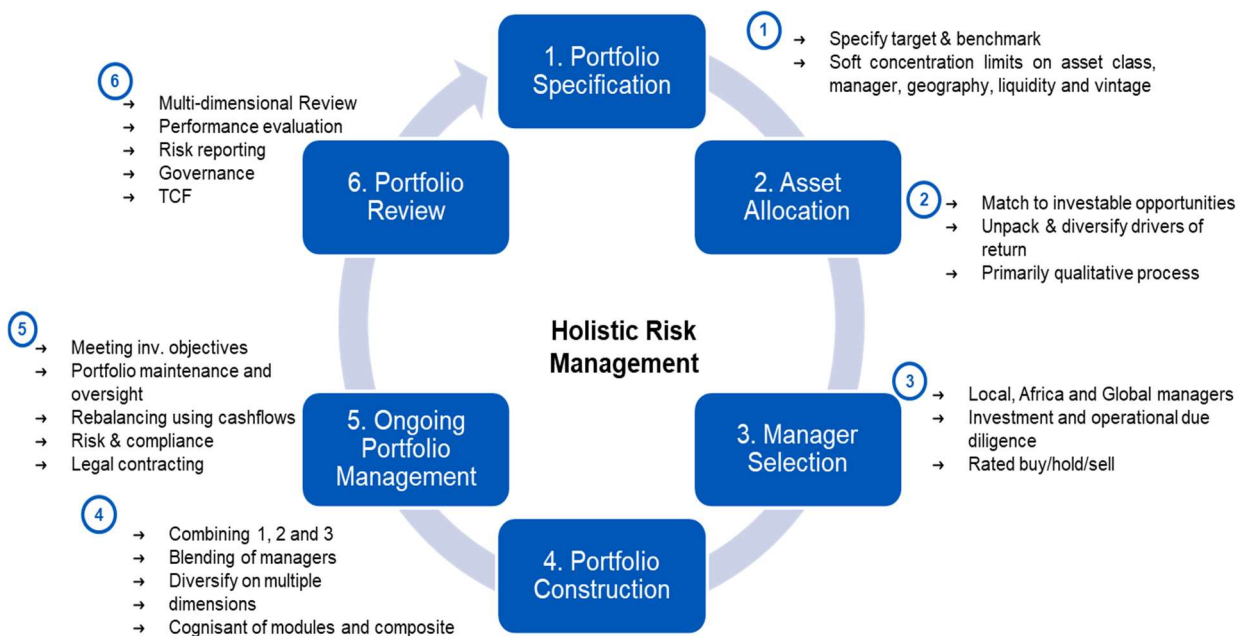 1. Portfolio
Specification
1
→ Specify target & benchmark
→ Soft concentration limits on asset class,
manager, geography, liquidity and vintage
2. Asset
Allocation
2
→ Match to investable opportunities
→ Unpack & diversify drivers of
return
→ Primarily qualitative process
Holistic Risk
Management
3. Manager
Selection
3
→ Local, Africa and Global managers
→ Investment and operational due
diligence
→ Rated buy/hold/sell
4. Portfolio
Construction
4
→ Combining 1, 2 and 3
→ Blending of managers
→ Diversify on multiple
→ dimensions
→ Cognisant of modules and composite
5. Ongoing
Portfolio
Management
5
→ Meeting inv. objectives
→ Portfolio maintenance and
oversight
→ Rebalancing using cashflows
→ Risk & compliance
→ Legal contracting
6. Portfolio
Review
6
→ Multi-dimensional Review
→ Performance evaluation
→ Risk reporting
→ Governance
→ TCF